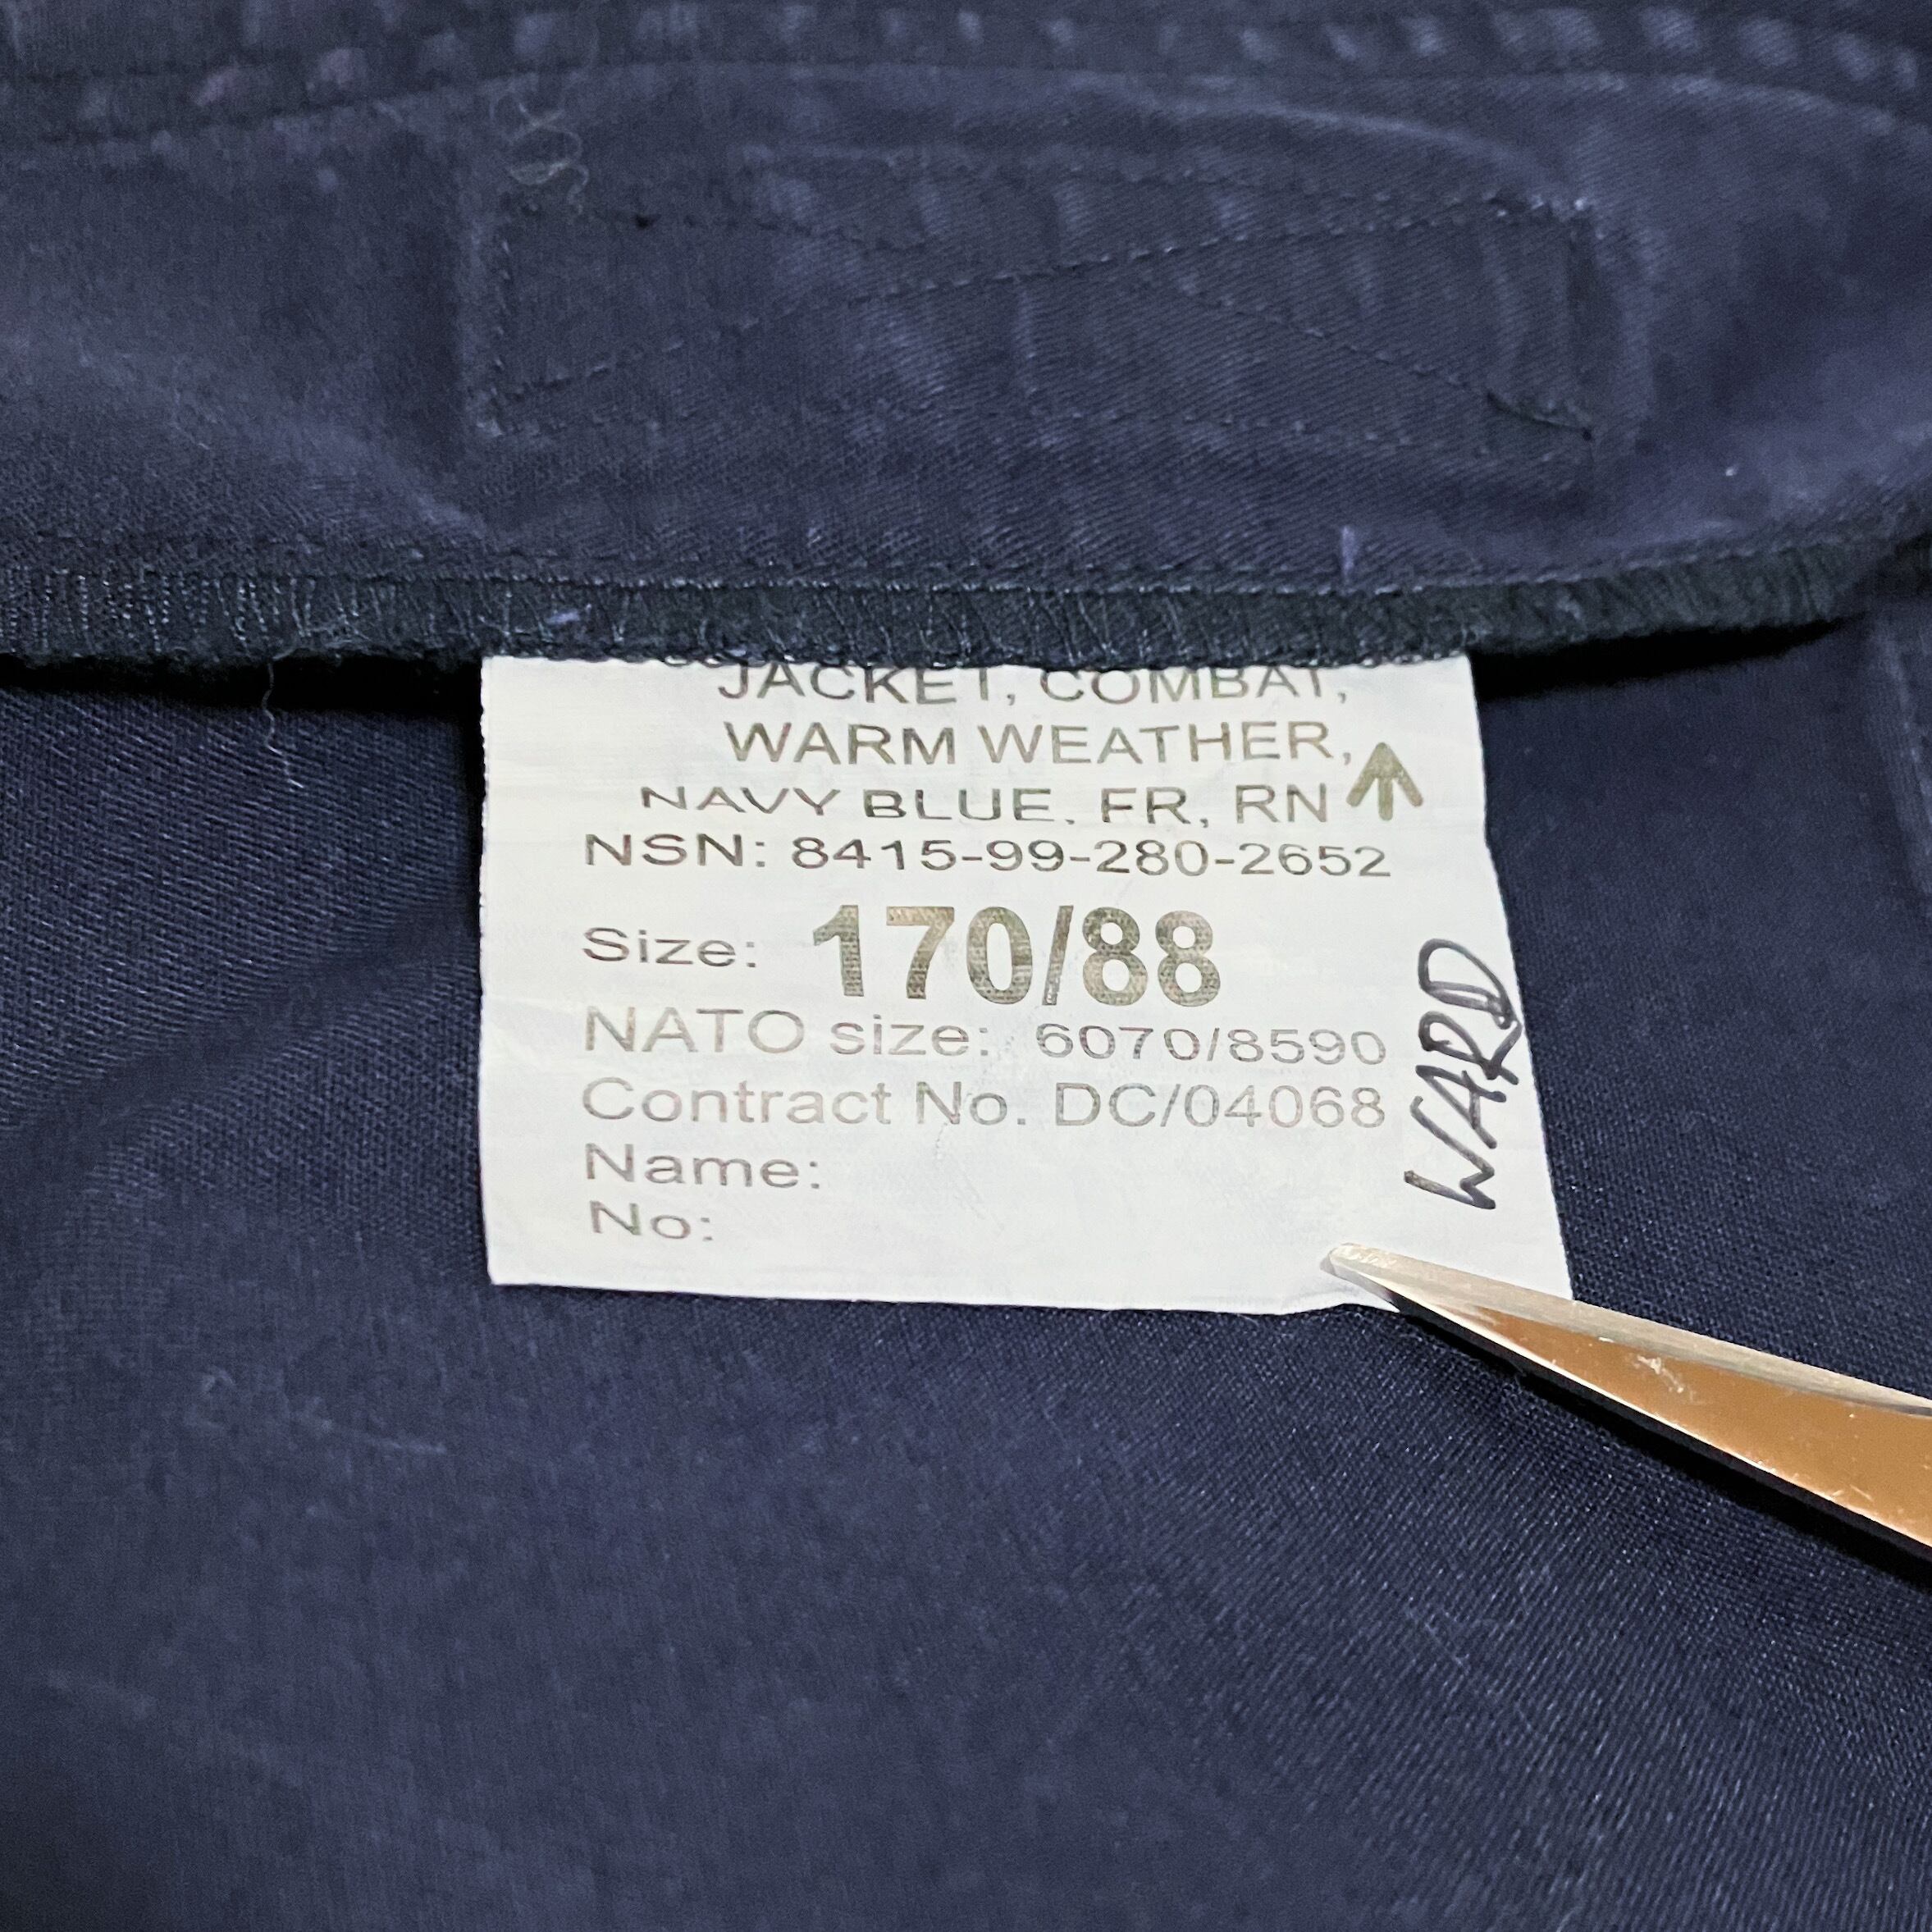 JACKET, COMBAT,
WARM WEATHER,
NAVY BLUE, FR, RN
NSN: 8415-99-280-2652
Size: 170/88
NATO size: 6070/8590
Contract No. DC/04068
Name:
No:
WARD